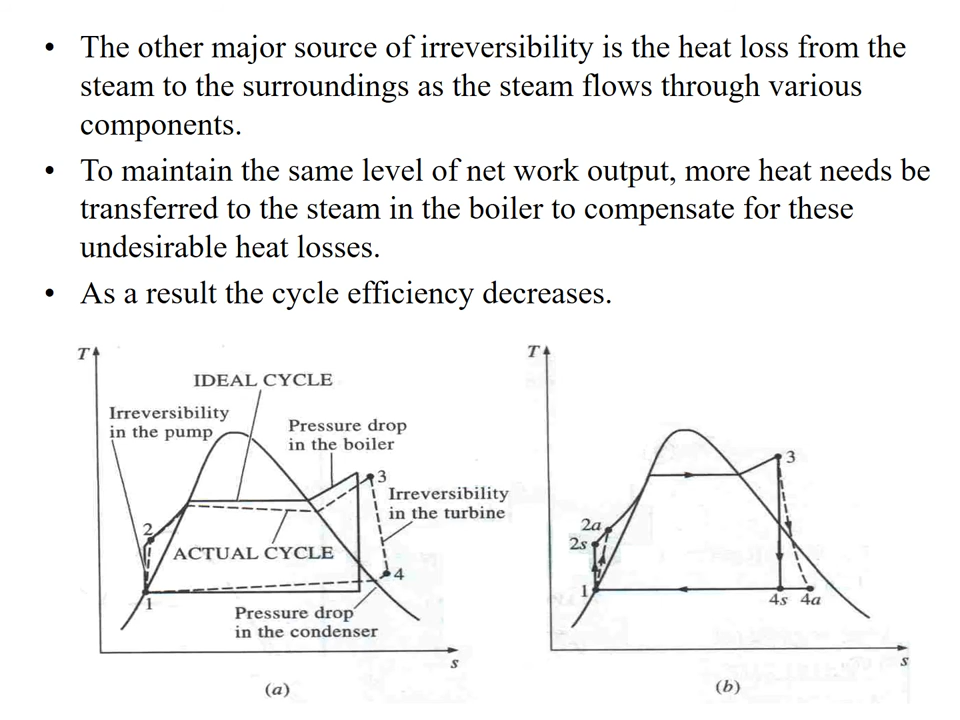 • The other major source of irreversibility is the heat loss from the
steam to the surroundings as the steam flows through various
components.
• To maintain the same level of net work output, more heat needs be
transferred to the steam in the boiler to compensate for these
undesirable heat losses.
• As a result the cycle efficiency decreases.
T
IDEAL CYCLE
Irreversibility
in the pump
Pressure drop
in the boiler
3
Irreversibility
in the turbine
2
ACTUAL CYCLE
4
1
Pressure drop
in the condenser
s
(a)
T
3
2a
2s
1
4s 4a
s
(b)